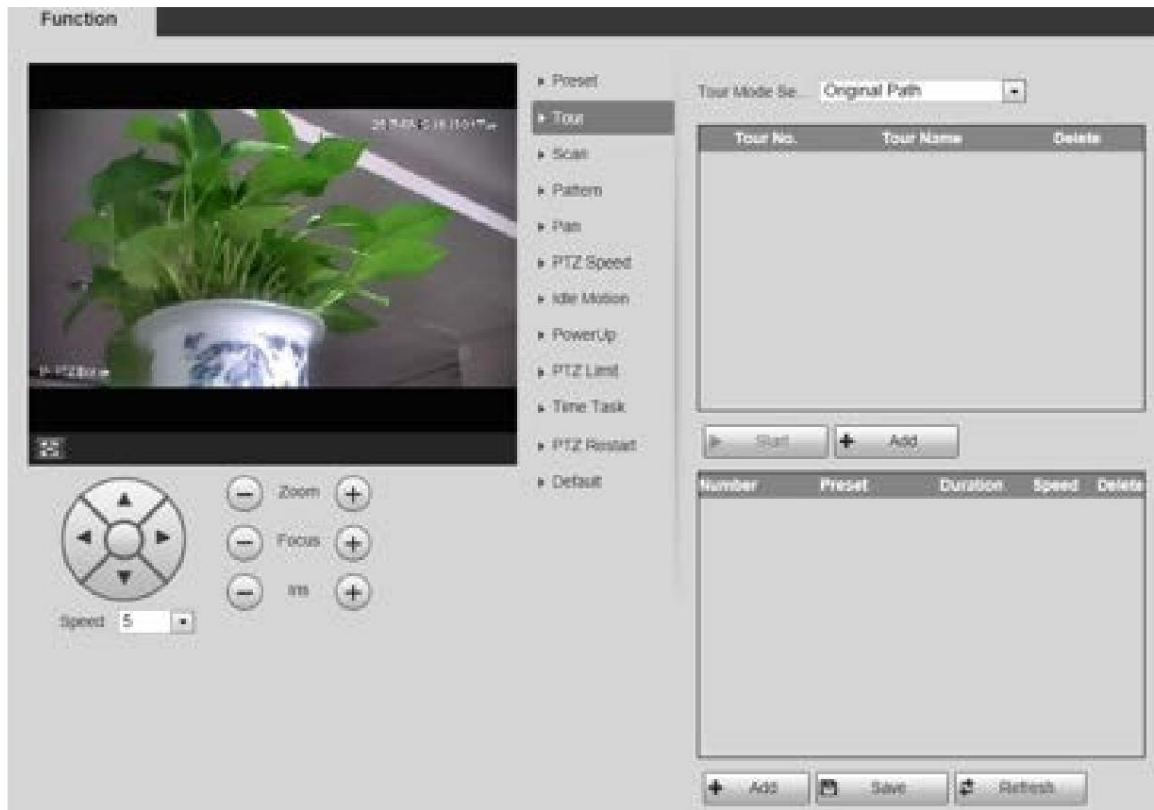 Function
Preset
Tour
Scan
Pattern
Pan
PTZ Speed
Idle Motion
PowerUp
PTZ Limit
Time Task
PTZ Restart
Default
Zoom
Focus
Iris
Speed 5
Tour Mode Se... Original Path
Tour No. Tour Name Delete
Start Add
Number Preset Duration Speed Delete
Add Save Refresh